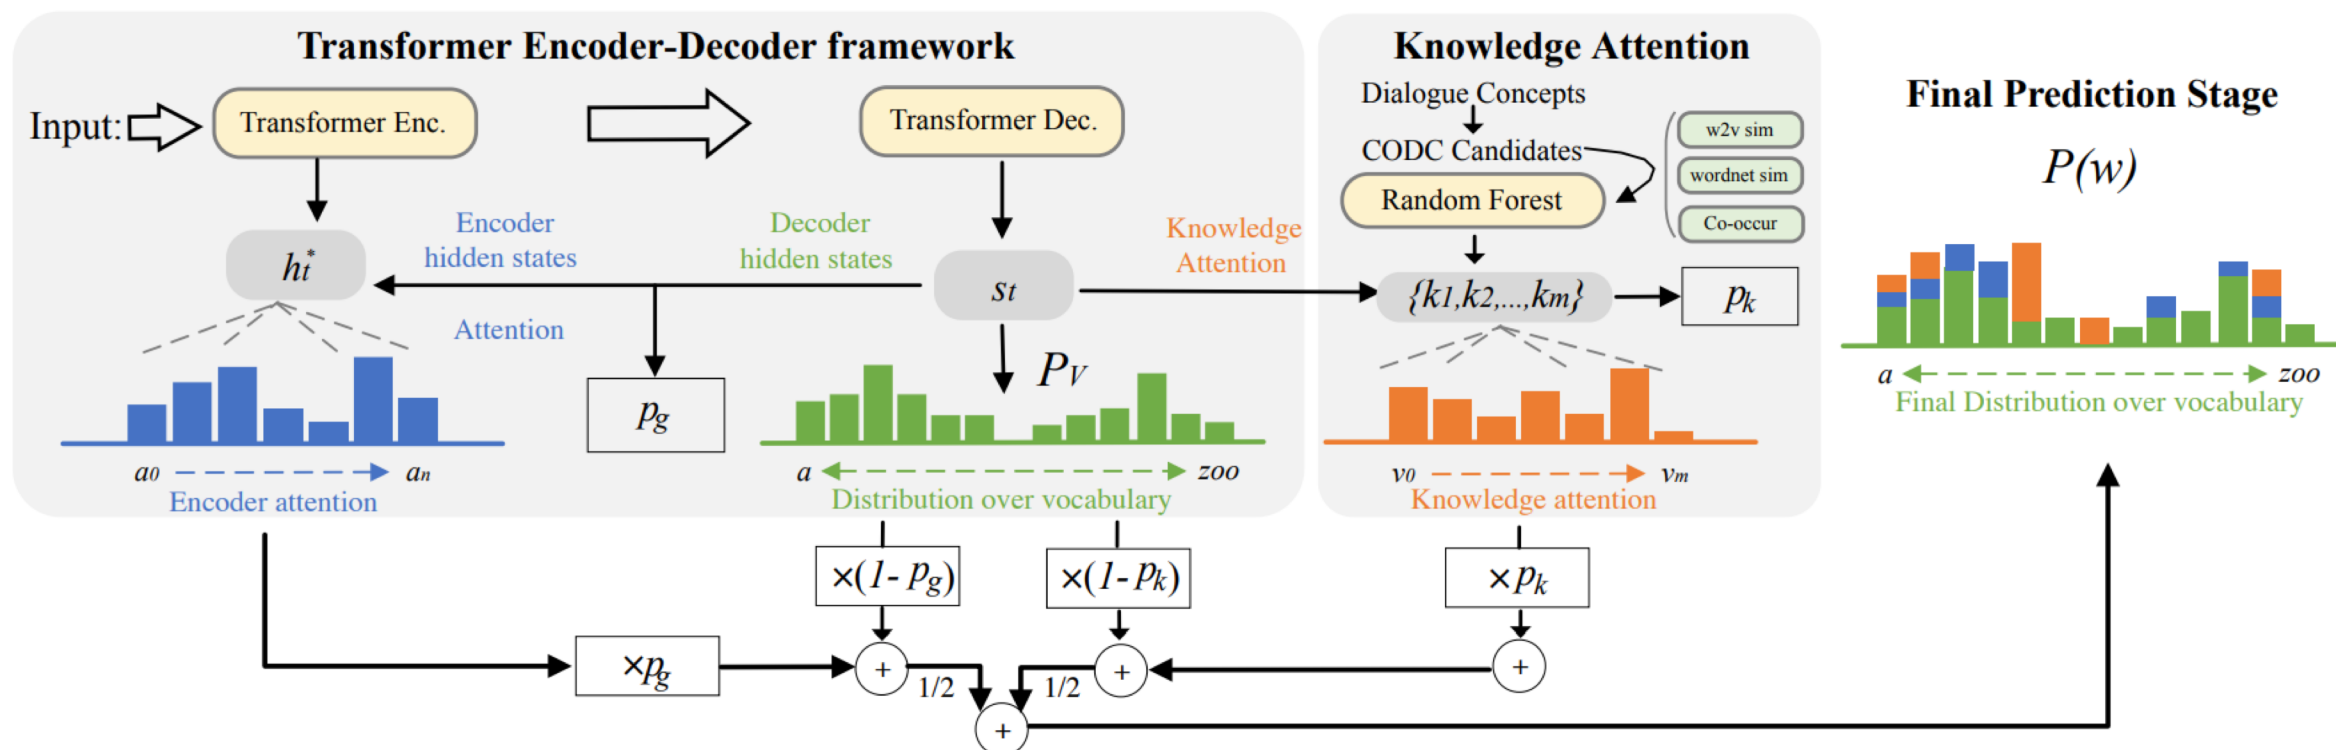 Transformer Encoder-Decoder framework
Input:
Transformer Enc.
Transformer Dec.
Encoder
hidden states
Decoder
hidden states
h*t
st
Attention
pg
PV
a0
an
Encoder attention
a
zoo
Distribution over vocabulary
Knowledge
Attention
Knowledge Attention
Dialogue Concepts
CODC Candidates
Random Forest
w2v sim
wordnet sim
Co-occur
{k1,k2,...,km}
pk
v0
vm
Knowledge attention
Final Prediction Stage
P(w)
a
zoo
Final Distribution over vocabulary
×(1- pg)
×(1- pk)
×pk
×pg
+
1/2
1/2
+
+
+